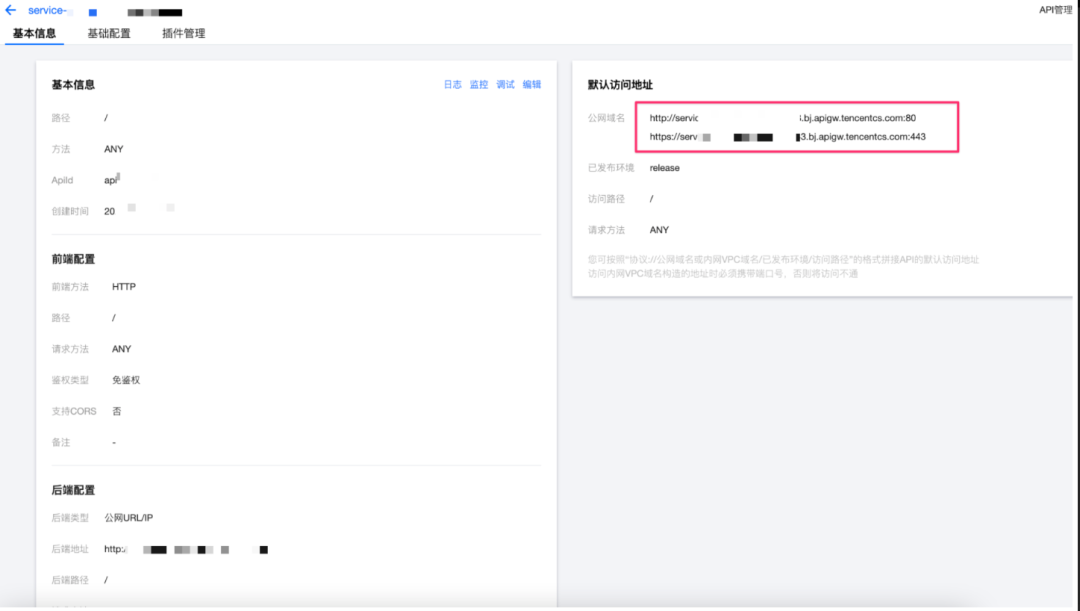 service-
API管理
基本信息 基础配置 插件管理
基本信息 日志 监控 调试 编辑
路径 /
方法 ANY
ApiId api
创建时间 20
前端配置
前端方法 HTTP
路径 /
请求方法 ANY
鉴权类型 免鉴权
支持CORS 否
备注 -
后端配置
后端类型 公网URL/IP
后端地址 http:/
后端路径 /
默认访问地址
公网域名 http://servic .bj.apigw.tencentcs.com:80
https://serv 3.bj.apigw.tencentcs.com:443
已发布环境 release
访问路径 /
请求方法 ANY
您可按照"协议://公网域名或内网VPC域名/已发布环境/访问路径"的格式拼接API的默认访问地址
访问内网VPC域名构造的地址时必须携带端口号，否则将访问不通